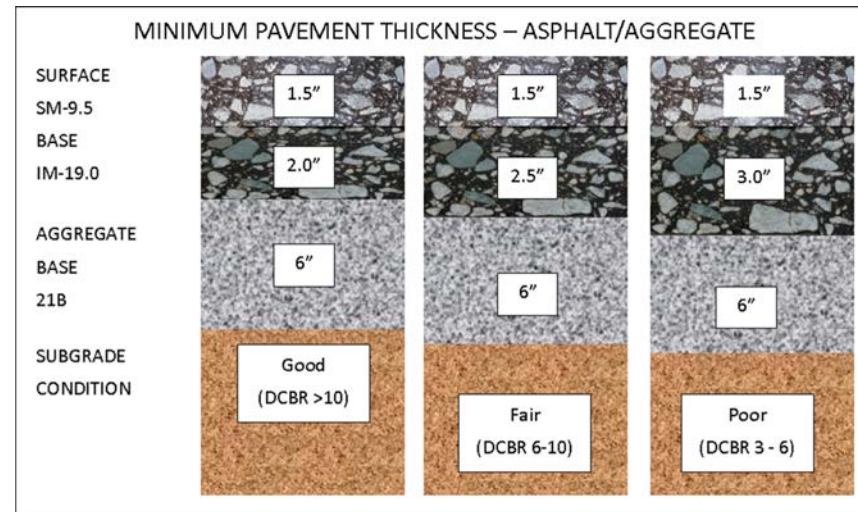 MINIMUM PAVEMENT THICKNESS – ASPHALT/AGGREGATE
SURFACE
SM-9.5
BASE
IM-19.0
AGGREGATE
BASE
21B
SUBGRADE
CONDITION
1.5”
2.0”
6”
Good
(DCBR >10)
1.5”
2.5”
6”
Fair
(DCBR 6-10)
1.5”
3.0”
6”
Poor
(DCBR 3 - 6)